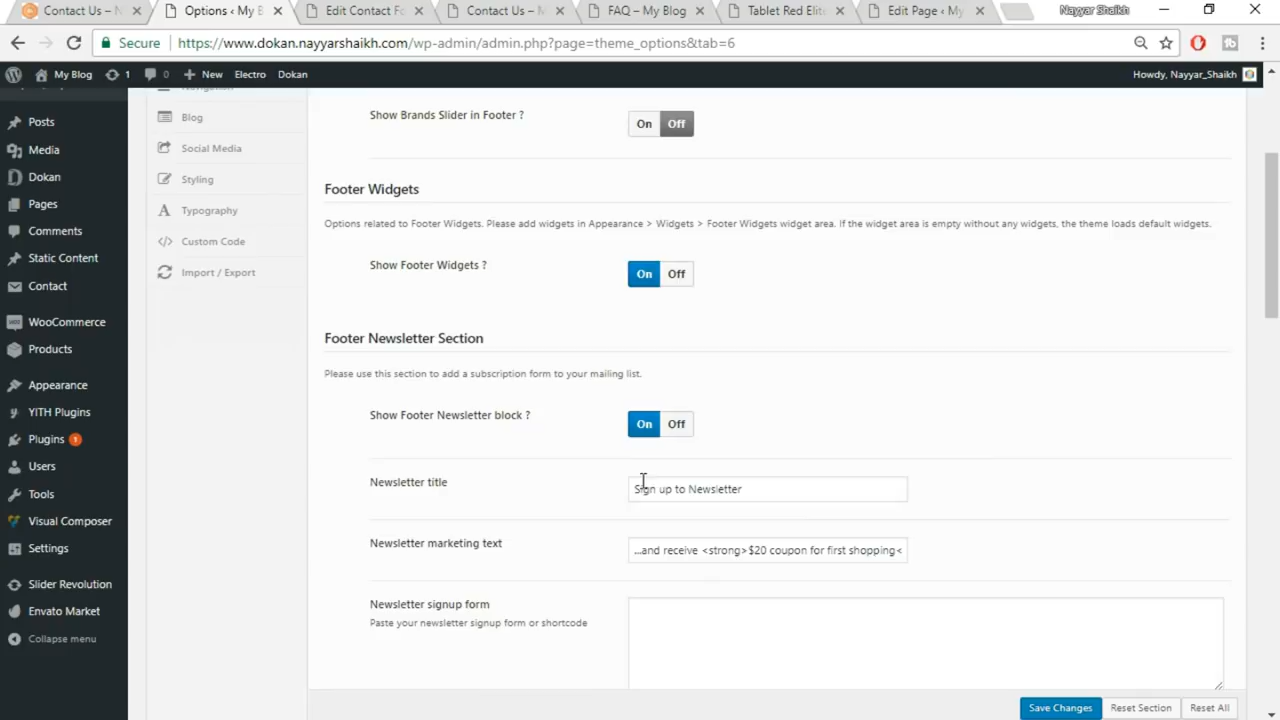 Contact Us – N
Options ‹ My B
Edit Contact Fo
Contact Us – M
FAQ – My Blog
Tablet Red Elite
Edit Page ‹ My
Nayyar Shaikh
Secure
https://www.dokan.nayyarshaikh.com/wp-admin/admin.php?page=theme_options&tab=6
My Blog
1
0
New
Electro
Dokan
Howdy, Nayyar_Shaikh
Posts
Media
Dokan
Pages
Comments
Static Content
Contact
WooCommerce
Products
Appearance
YITH Plugins
Plugins 1
Users
Tools
Visual Composer
Settings
Slider Revolution
Envato Market
Collapse menu
Navigation
Blog
Social Media
Styling
Typography
Custom Code
Import / Export
Show Brands Slider in Footer ?
On Off
Footer Widgets
Options related to Footer Widgets. Please add widgets in Appearance > Widgets > Footer Widgets widget area. If the widget area is empty without any widgets, the theme loads default widgets.
Show Footer Widgets ?
On Off
Footer Newsletter Section
Please use this section to add a subscription form to your mailing list.
Show Footer Newsletter block ?
On Off
Newsletter title
Sign up to Newsletter
Newsletter marketing text
...and receive <strong>$20 coupon for first shopping<
Newsletter signup form
Paste your newsletter signup form or shortcode
Save Changes
Reset Section
Reset All